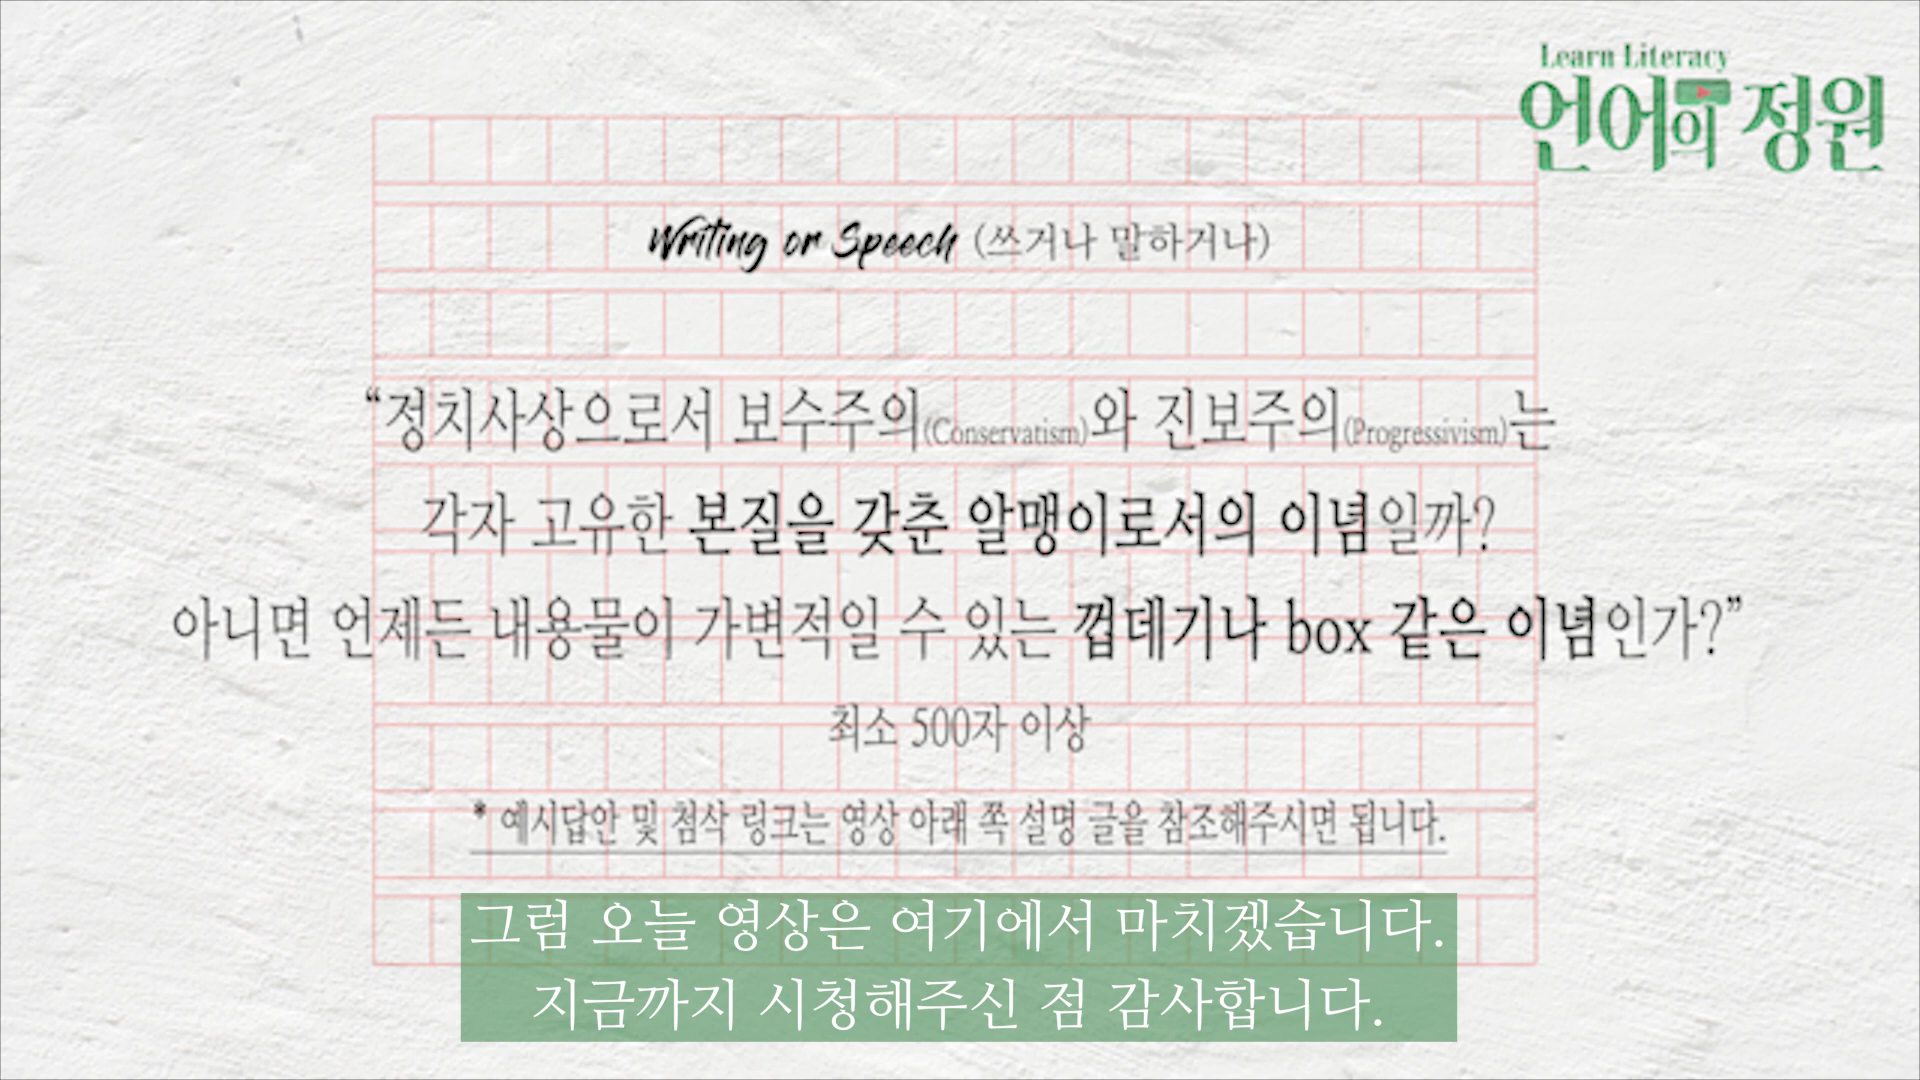 Learn Literacy
언어의 정원
Writing or Speech (쓰거나 말하거나)
“정치사상으로서 보수주의(Conservatism)와 진보주의(Progressivism)는
각자 고유한 본질을 갖춘 알맹이로서의 이념일까?
아니면 언제든 내용물이 가변적일 수 있는 껍데기나 box 같은 이념인가?”
최소 500자 이상
* 예시답안 및 첨삭 링크는 영상 아래 쪽 설명 글을 참조해주시면 됩니다.
그럼 오늘 영상은 여기에서 마치겠습니다.
지금까지 시청해주신 점 감사합니다.